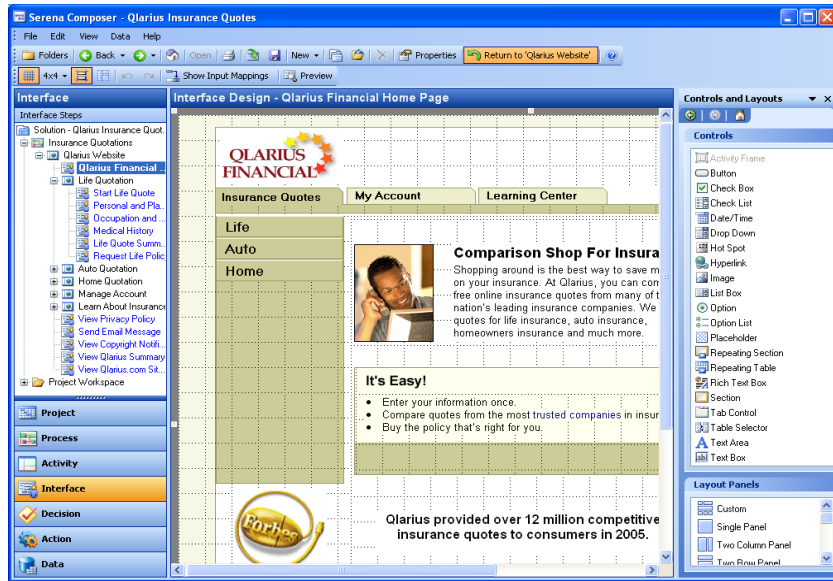 Serena Composer - Qlarius Insurance Quotes
File Edit View Data Help
Folders Back Open New Properties Return to 'Qlarius Website'
4x4 Show Input Mappings Preview
Interface
Interface Design - Qlarius Financial Home Page
Controls and Layouts
Interface Steps
Solution - Qlarius Insurance Quot.
Insurance Quotations
Qlarius Website
Qlarius Financial ..
Life Quotation
Start Life Quote
Personal and Pla..
Occupation and ...
Medical History
Life Quote Summ..
Request Life Polic
Auto Quotation
Home Quotation
Manage Account
Learn About Insurance
View Privacy Policy
Send Email Message
View Copyright Notifi...
View Qlarius Summary
View Qlarius.com Sit...
Project Workspace
Project
Process
Activity
Interface
Decision
Action
Data
QLARIUS
FINANCIAL
Insurance Quotes My Account Learning Center
Life
Auto
Home
Comparison Shop For Insura
Shopping around is the best way to save m
on your insurance. At Qlarius, you can com
free online insurance quotes from many of t
nation's leading insurance companies. We
quotes for life insurance, auto insurance,
homeowners insurance and much more.
It's Easy!
• Enter your information once.
• Compare quotes from the most trusted companies in insur
• Buy the policy that's right for you.
Forbes
Qlarius provided over 12 million competitive
insurance quotes to consumers in 2005.
Controls
Activity Frame
Button
Check Box
Check List
Date/Time
Drop Down
Hot Spot
Hyperlink
Image
List Box
Option
Option List
Placeholder
Repeating Section
Repeating Table
Rich Text Box
Section
Tab Control
Table Selector
Text Area
Text Box
Layout Panels
Custom
Single Panel
Two Column Panel
Two Row Panel